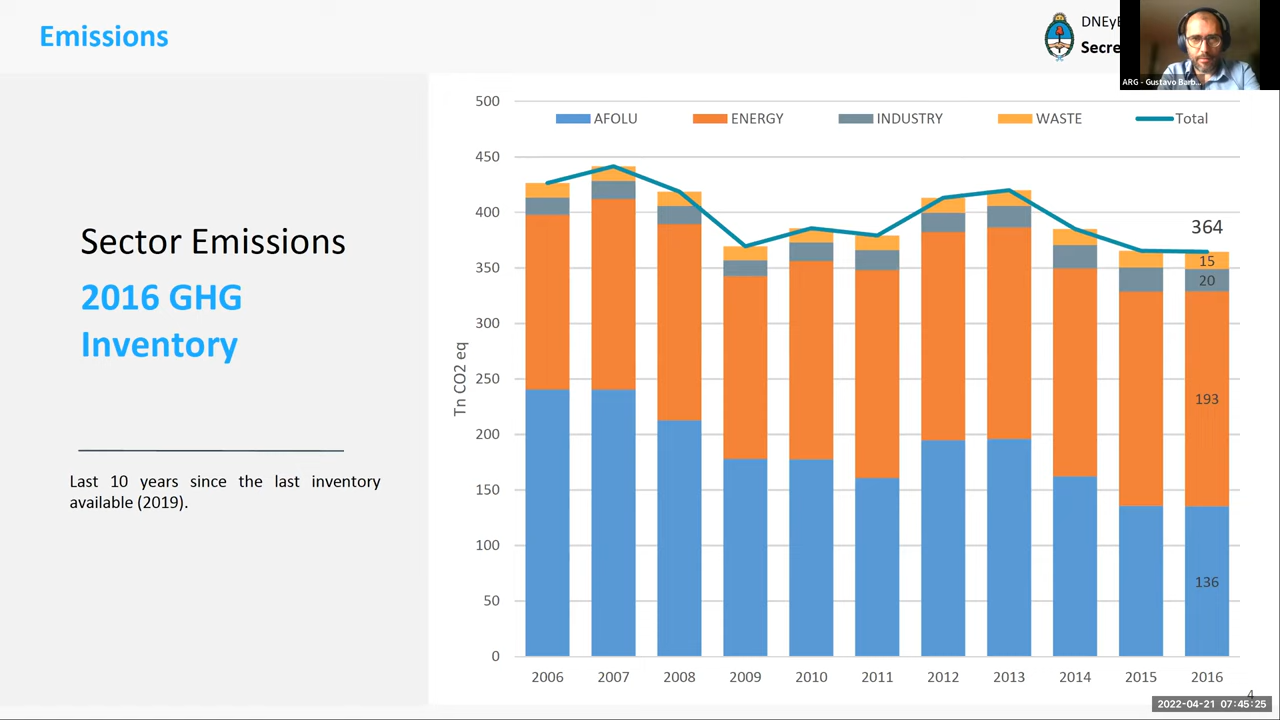 Emissions
DNEyE
Secre
ARG - Gustavo Barb...
Sector Emissions
2016 GHG
Inventory
Last 10 years since the last inventory
available (2019).
500
AFOLU ENERGY INDUSTRY WASTE Total
450
400
364
15
350
20
300
Tn CO2 eq
250
193
200
150
136
100
50
0
2006 2007 2008 2009 2010 2011 2012 2013 2014 2015 2016
4
2022-04-21 07:45:25